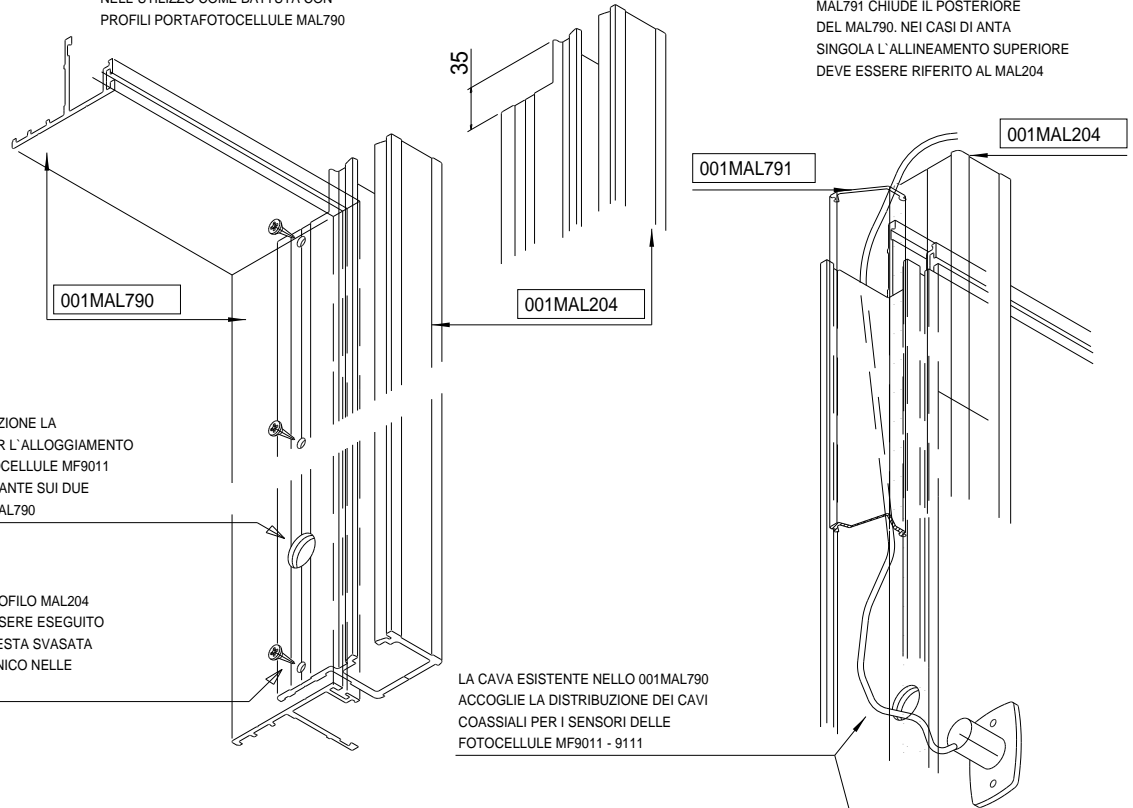 NELL'UTILIZZO COME BATTUTA CON
PROFILI PORTAFOTOCELLULE MAL790
MAL791 CHIUDE IL POSTERIORE
DEL MAL790. NEI CASI DI ANTA
SINGOLA L`ALLINEAMENTO SUPERIORE
DEVE ESSERE RIFERITO AL MAL204
35
001MAL204
001MAL791
001MAL790
001MAL204
ZIONE LA
R L`ALLOGGIAMENTO
CELLULE MF9011
ANTE SUI DUE
AL790
OFILO MAL204
SERE ESEGUITO
ESTA SVASATA
NICO NELLE
LA CAVA ESISTENTE NELLO 001MAL790
ACCOGLIE LA DISTRIBUZIONE DEI CAVI
COASSIALI PER I SENSORI DELLE
FOTOCELLULE MF9011 - 9111